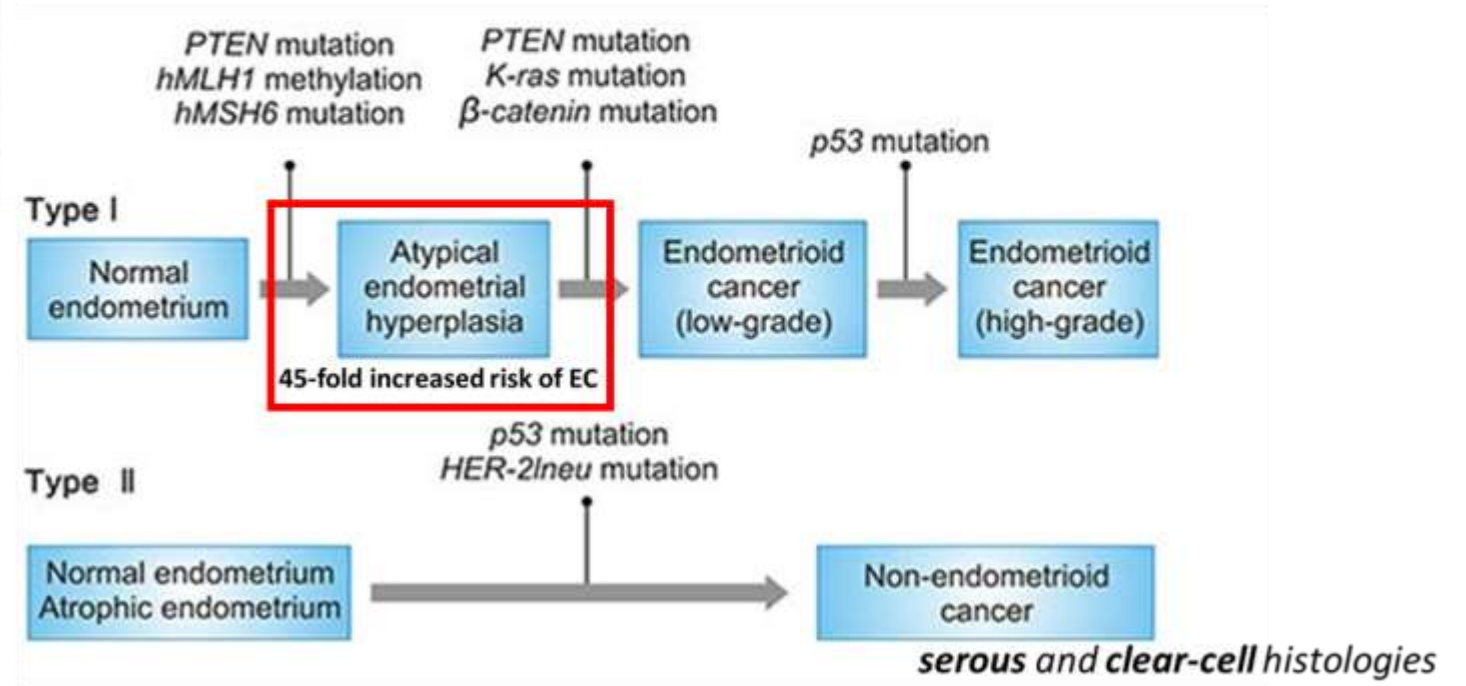 PTEN mutation
hMLH1 methylation
hMSH6 mutation
PTEN mutation
K-ras mutation
β-catenin mutation
p53 mutation
Type Ⅰ
Normal
endometrium
Atypical
endometrial
hyperplasia
45-fold increased risk of EC
Endometrioid
cancer
(low-grade)
Endometrioid
cancer
(high-grade)
p53 mutation
HER-2lneu mutation
Type Ⅱ
Normal endometrium
Atrophic endometrium
Non-endometrioid
cancer
serous and clear-cell histologies